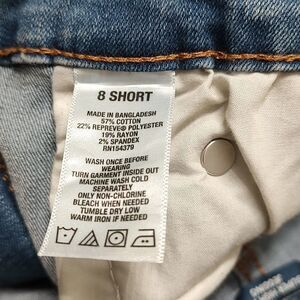 8 SHORT
MADE IN BANGLADESH
57% COTTON
22% REPREVE® POLYESTER
19% RAYON
2% SPANDEX
RN154379
WASH ONCE BEFORE
WEARING
TURN GARMENT INSIDE OUT
MACHINE WASH COLD
SEPARATELY
ONLY NON-CHLORINE
BLEACH WHEN NEEDED
TUMBLE DRY LOW
WARM IRON IF NEEDED